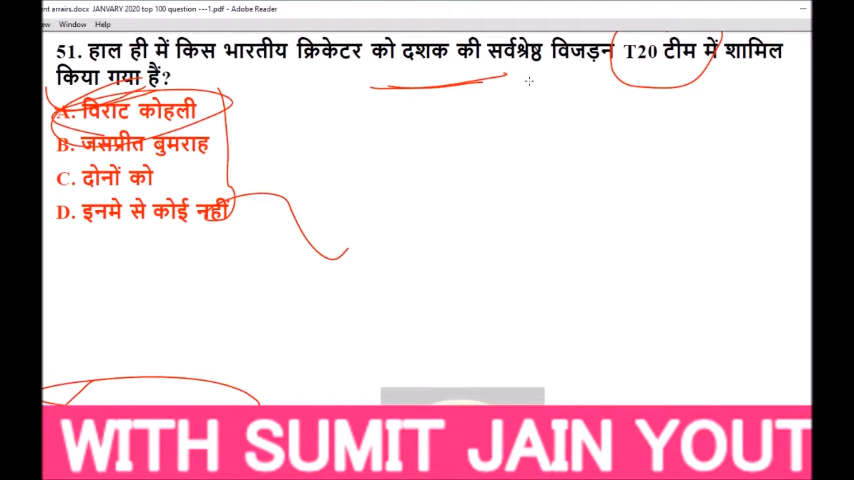 nt arrairs.docx JANVARY 2020 top 100 question ---1.pdf - Adobe Reader
ew Window Help
51. हाल ही में किस भारतीय क्रिकेटर को दशक की सर्वश्रेष्ठ विजड़न T20 टीम में शामिल
किया गया हैं?
A. विराट कोहली
B. जसप्रीत बुमराह
C. दोनों को
D. इनमे से कोई नहीं
WITH SUMIT JAIN YOUT